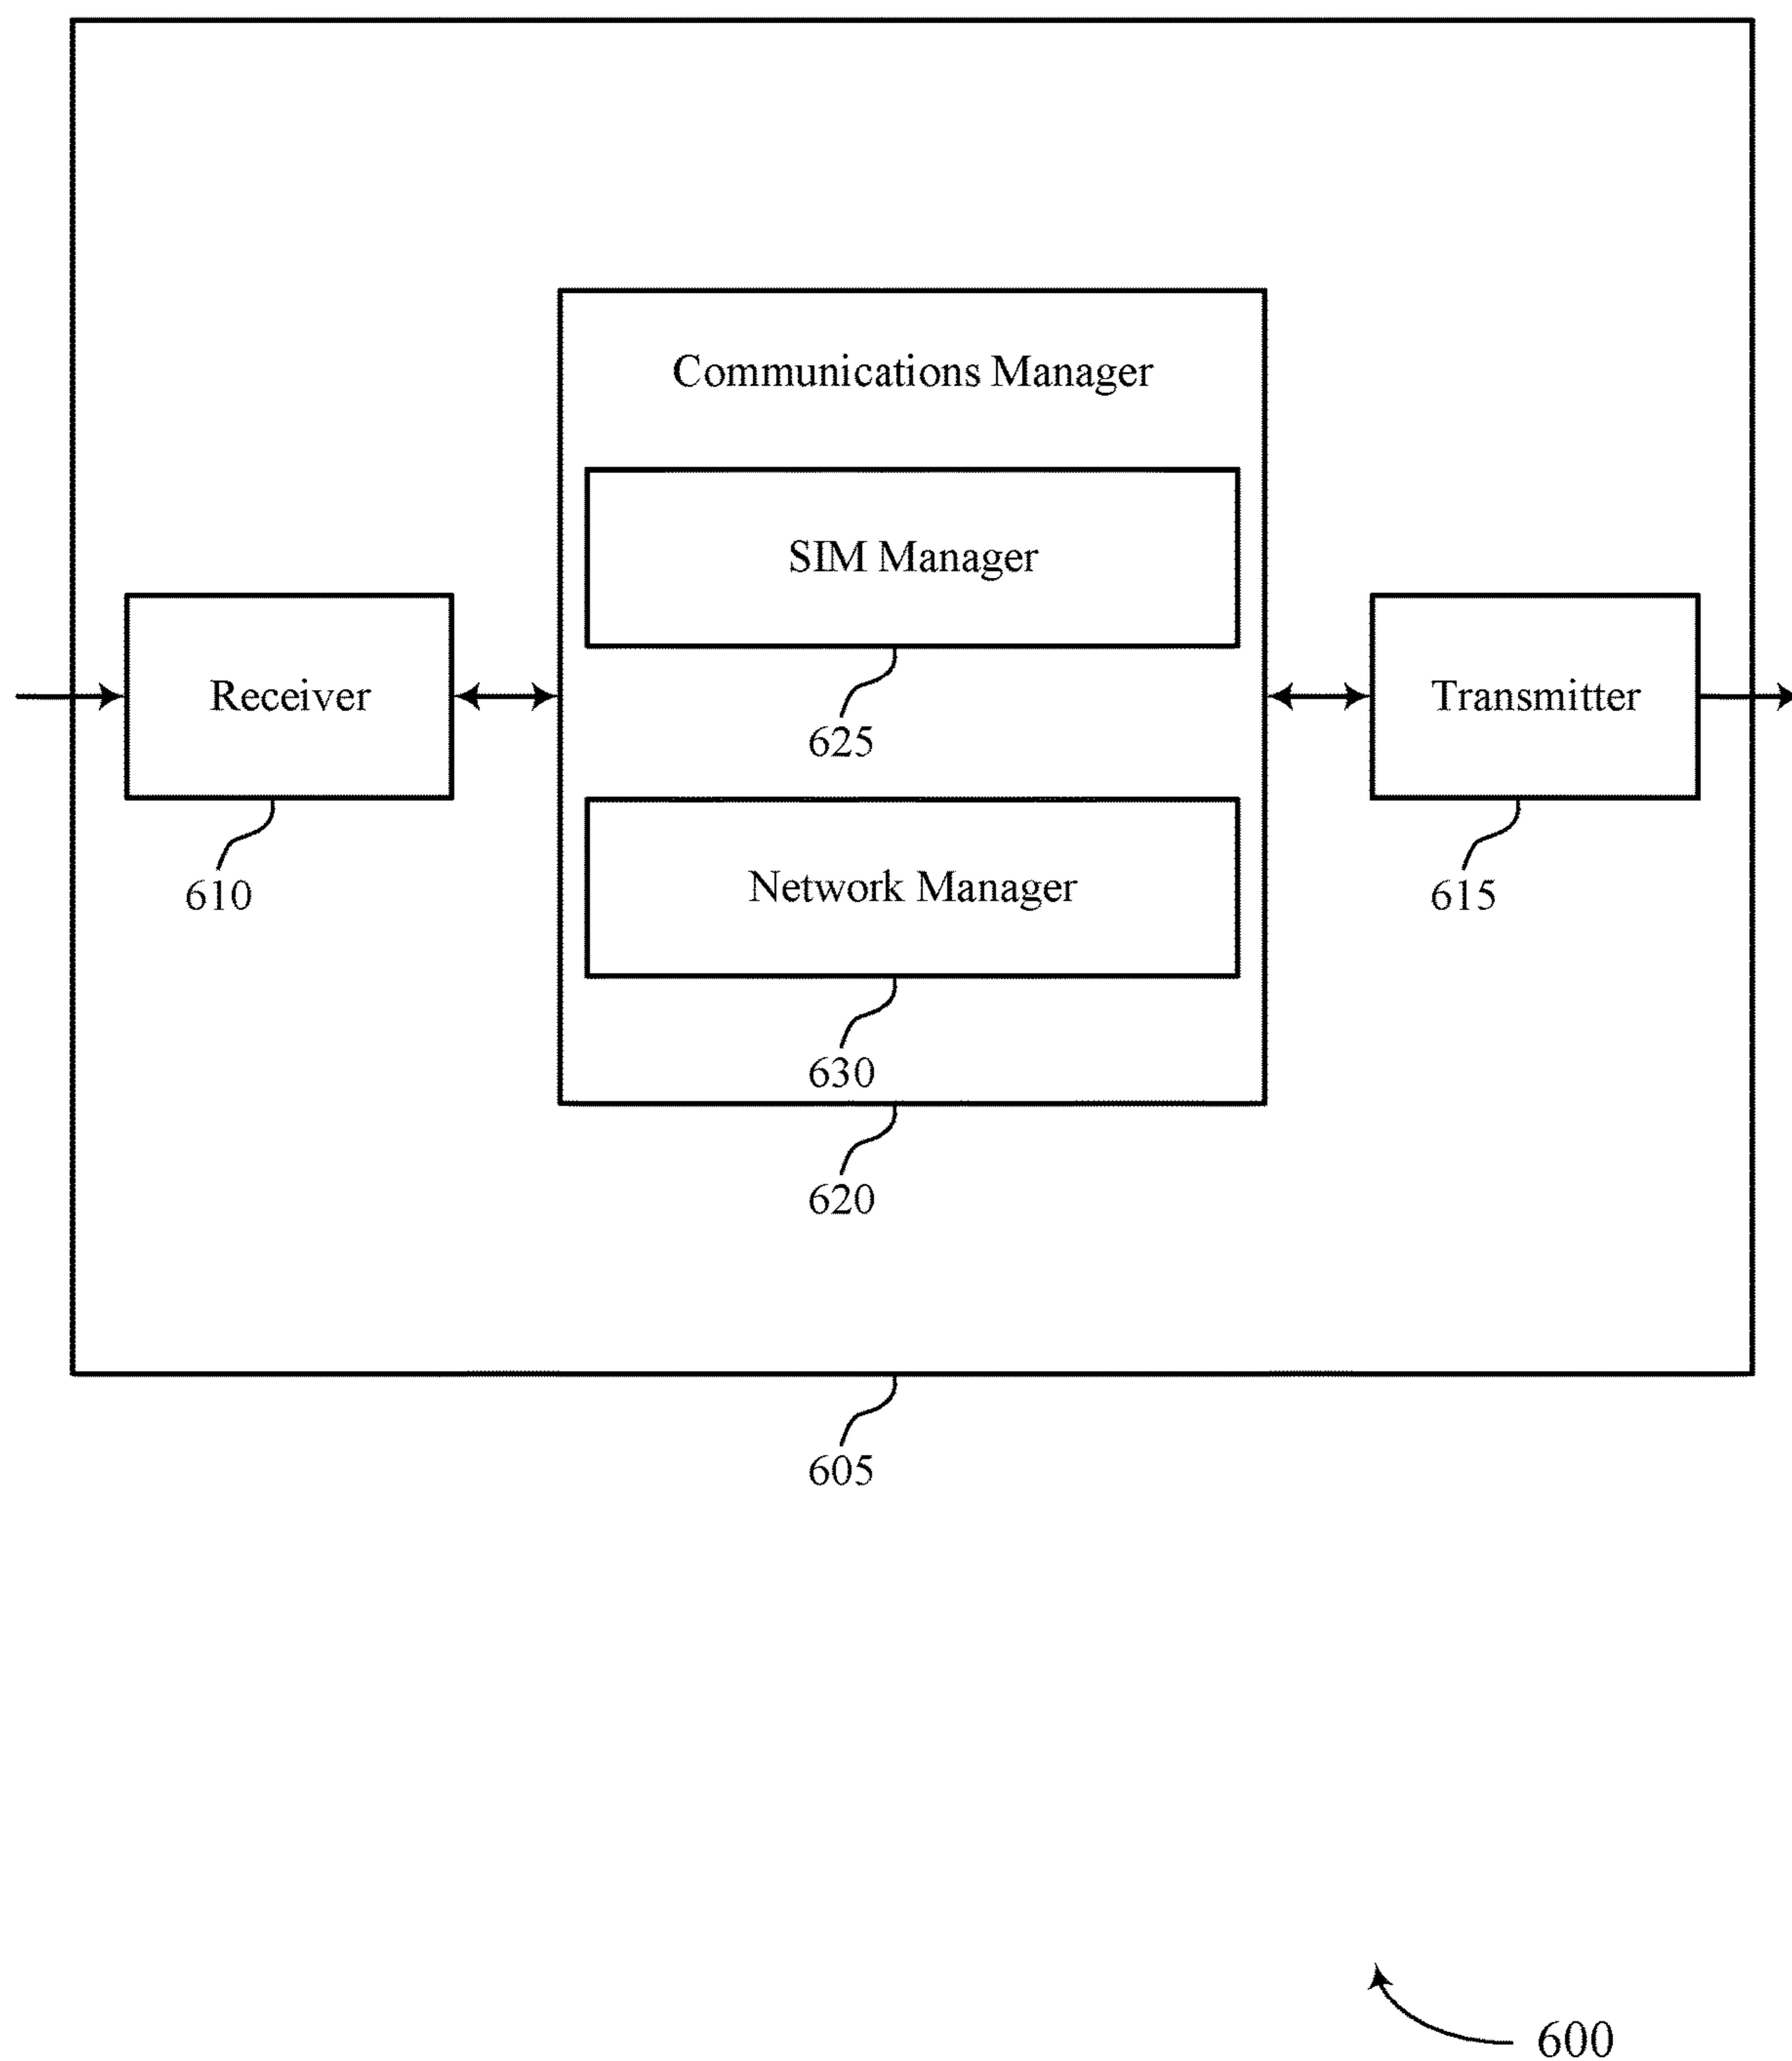 Communications Manager
SIM Manager
625
Receiver
610
Transmitter
615
Network Manager
630
620
605
600